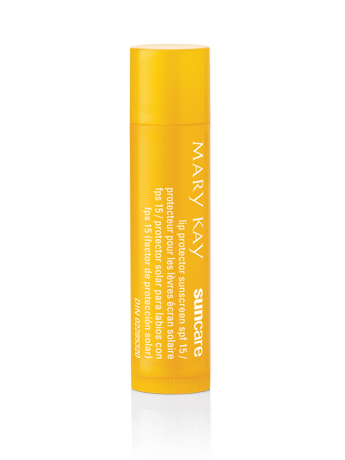 MARY KAY suncare
lip protector sunscreen spf 15 /
protecteur pour les lèvres écran solaire
fps 15 / protector solar para labios con
fps 15 (factor de protección solar)